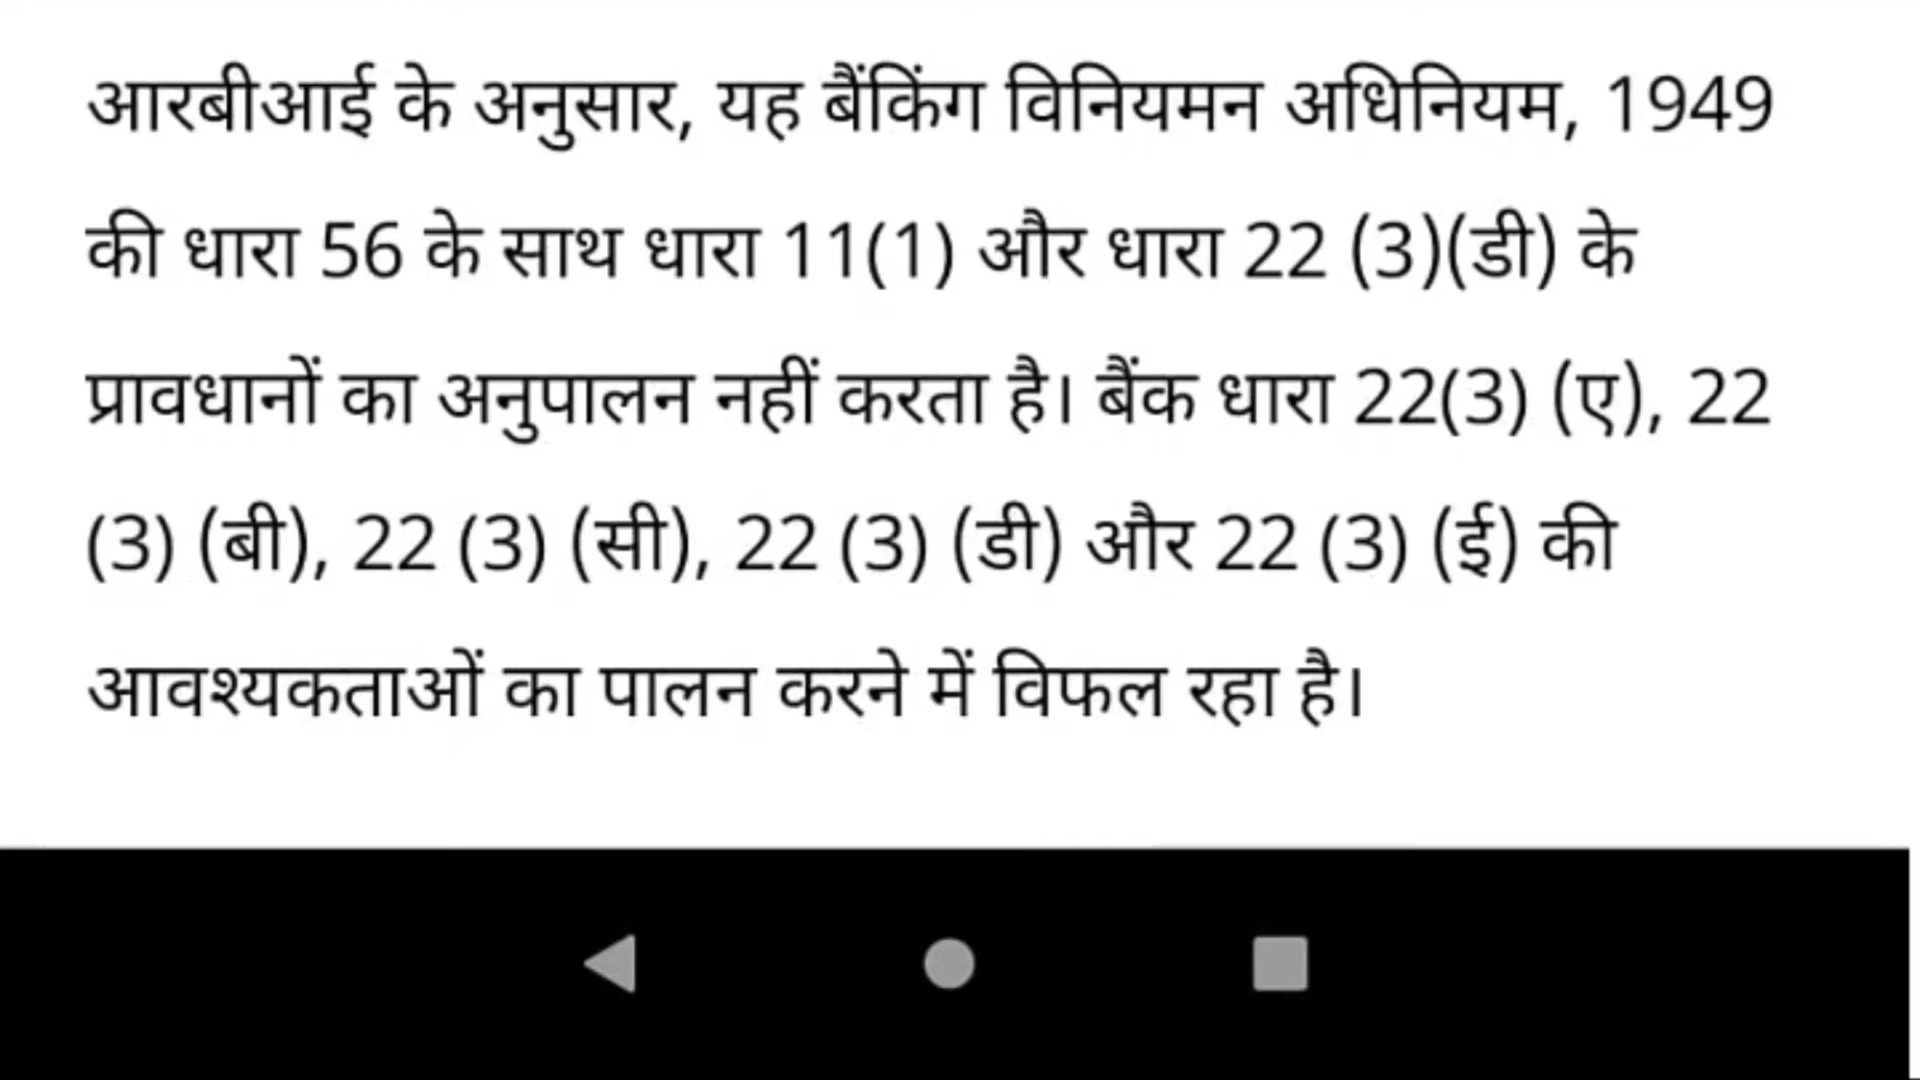 आरबीआई के अनुसार, यह बैंकिंग विनियमन अधिनियम, 1949
की धारा 56 के साथ धारा 11(1) और धारा 22 (3)(डी) के
प्रावधानों का अनुपालन नहीं करता है। बैंक धारा 22(3) (ए), 22
(3) (बी), 22 (3) (सी), 22 (3) (डी) और 22 (3) (ई) की
आवश्यकताओं का पालन करने में विफल रहा है।